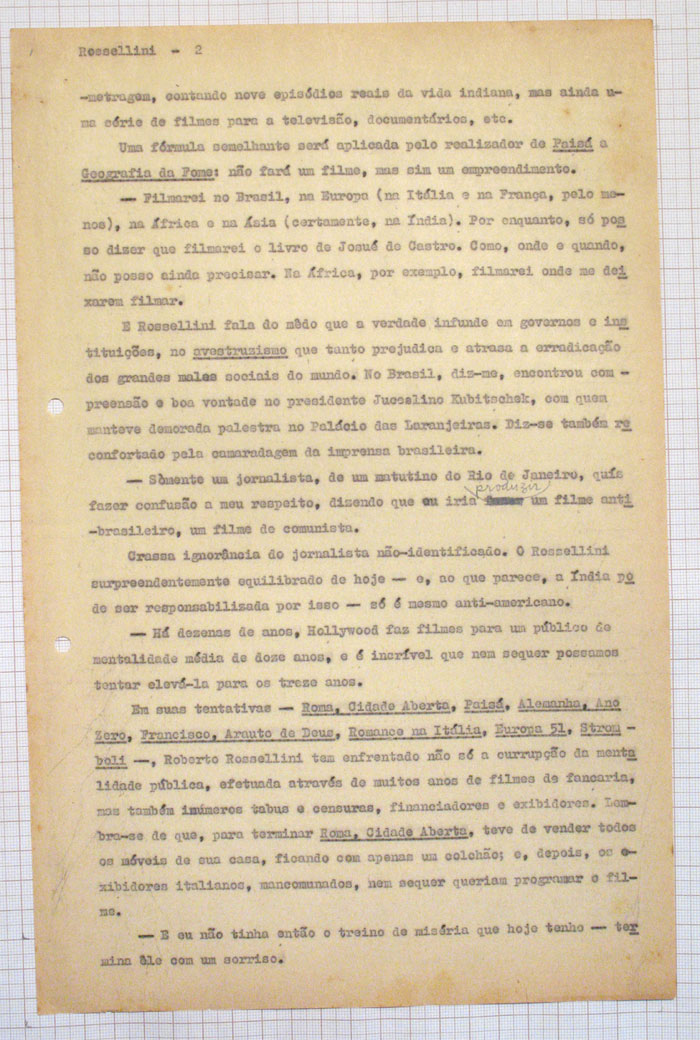 Rossellini - 2
-metragem, contando nove episódios reais da vida indiana, mas ainda u-
ma série de filmes para a televisão, documentários, etc.
Uma fórmula semelhante será aplicada pelo realizador de Paisá a
Geografia da Fome: não fará um filme, mas sim um empreendimento.
— Filmarei no Brasil, na Europa (na Itália e na França, pelo me-
nos), na África e na Ásia (certamente, na Índia). Por enquanto, só pos
so dizer que filmarei o livro de Josué de Castro. Como, onde e quando,
não posso ainda precisar. Na África, por exemplo, filmarei onde me dei
xarem filmar.
E Rossellini fala do mêdo que a verdade infunde em governos e ins
tituições, no avestruzismo que tanto prejudica e atrasa a erradicação
dos grandes males sociais do mundo. No Brasil, diz-me, encontrou com -
preensão e boa vontade no presidente Juscelino Kubitschek, com quem
manteve demorada palestra no Palácio das Laranjeiras. Diz-se também re
confortado pela camaradagem da imprensa brasileira.
— Sòmente um jornalista, de um matutino do Rio de Janeiro, quis
produzir
fazer confusão a meu respeito, dizendo que eu iria um filme anti
-brasileiro, um filme de comunista.
Crassa ignorância do jornalista não-identificado. O Rossellini
surpreendentemente equilibrado de hoje — e, ao que parece, a Índia po
de ser responsabilizada por isso — só é mesmo anti-americano.
— Há dezenas de anos, Hollywood faz filmes para um público de
mentalidade média de doze anos, e é incrível que nem sequer possamos
tentar elevá-la para os treze anos.
Em suas tentativas — Roma, Cidade Aberta, Paisá, Alemanha, Ano
Zero, Francisco, Arauto de Deus, Romance na Itália, Europa 51, Strom -
boli —, Roberto Rossellini tem enfrentado não só a currupção da menta
lidade pública, efetuada através de muitos anos de filmes de fancaria,
mas também inúmeros tabus e censuras, financiadores e exibidores. Lem-
bra-se de que, para terminar Roma, Cidade Aberta, teve de vender todos
os móveis de sua casa, ficando com apenas um colchão; e, depois, os e-
xibidores italianos, mancomunados, nem sequer queriam programar o fil-
me.
— E eu não tinha então o treino de miséria que hoje tenho — ter
mina êle com um sorriso.